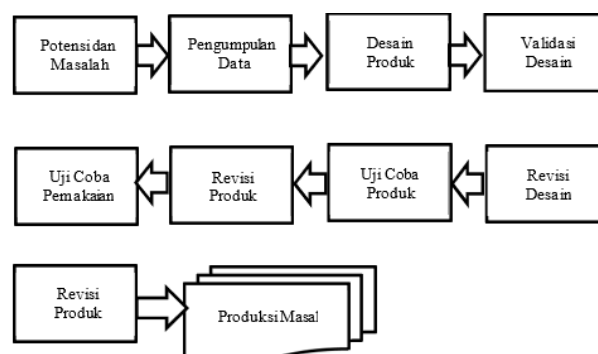 Potensi dan
Masalah
Pengumpulan
Data
Desain
Produk
Validasi
Desain
Uji Coba
Pemakaian
Revisi
Produk
Uji Coba
Produk
Revisi
Desain
Revisi
Produk
Produksi Masal